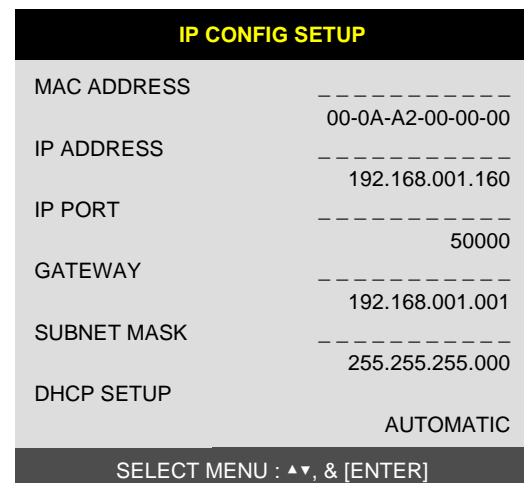 IP CONFIG SETUP
MAC ADDRESS _ _ _ _ _ _ _ _ _ _ _
00-0A-A2-00-00-00
IP ADDRESS _ _ _ _ _ _ _ _ _ _ _
192.168.001.160
IP PORT _ _ _ _ _ _ _ _ _ _ _
50000
GATEWAY _ _ _ _ _ _ _ _ _ _ _
192.168.001.001
SUBNET MASK _ _ _ _ _ _ _ _ _ _ _
255.255.255.000
DHCP SETUP
AUTOMATIC
SELECT MENU : ▲▼, & [ENTER]